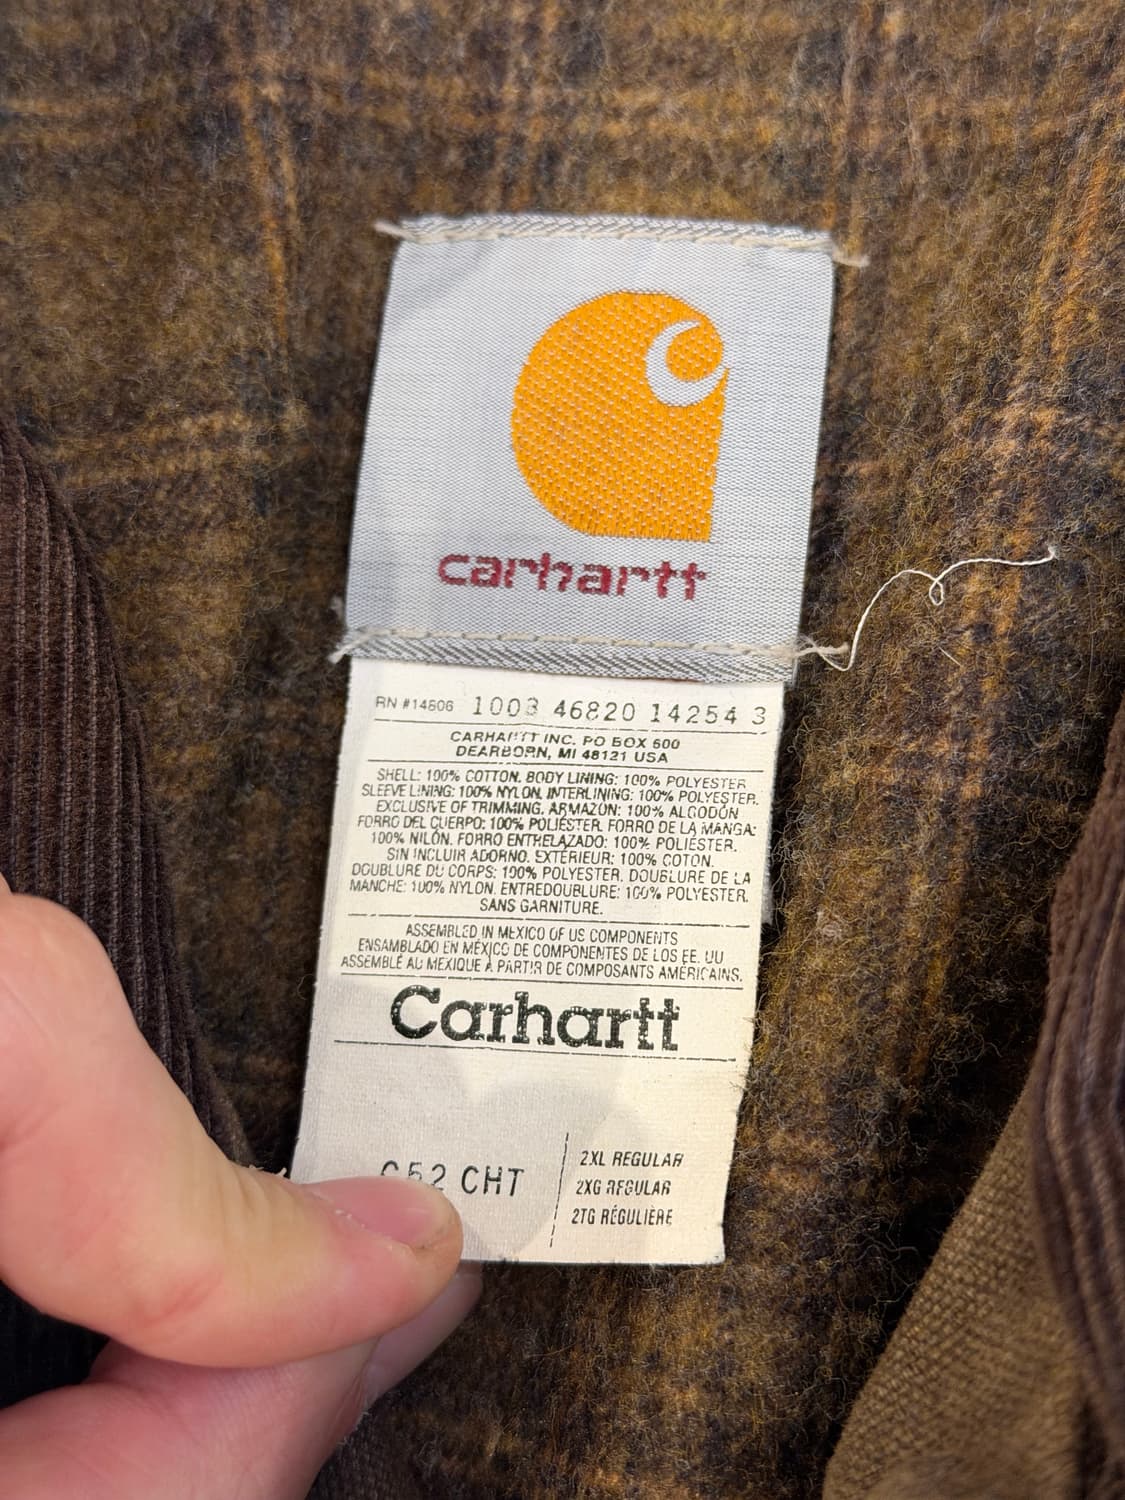 carhartt
RN #14806 1003 46820 14254 3
CARHARTT INC. PO BOX 600
DEARBORN, MI 48121 USA
SHELL: 100% COTTON. BODY LINING: 100% POLYESTER
SLEEVE LINING: 100% NYLON. INTERLINING: 100% POLYESTER.
EXCLUSIVE OF TRIMMING. ARMAZÓN: 100% ALGODÓN
FORRO DEL CUERPO: 100% POLIÉSTER. FORRO DE LA MANGA:
100% NILÓN. FORRO ENTRELAZADO: 100% POLIÉSTER.
SIN INCLUIR ADORNO. EXTÉRIEUR: 100% COTON.
DOUBLURE DU CORPS: 100% POLYESTER. DOUBLURE DE LA
MANCHE: 100% NYLON. ENTREDOUBLURE: 100% POLYESTER.
SANS GARNITURE.
ASSEMBLED IN MEXICO OF US COMPONENTS
ENSAMBLADO EN MÉXICO DE COMPONENTES DE LOS EE. UU
ASSEMBLÉ AU MEXIQUE À PARTIR DE COMPOSANTS AMÉRICAINS.
Carhartt
C52 CHT
2XL REGULAR
2XG REGULAR
2TG RÉGULIÈRE